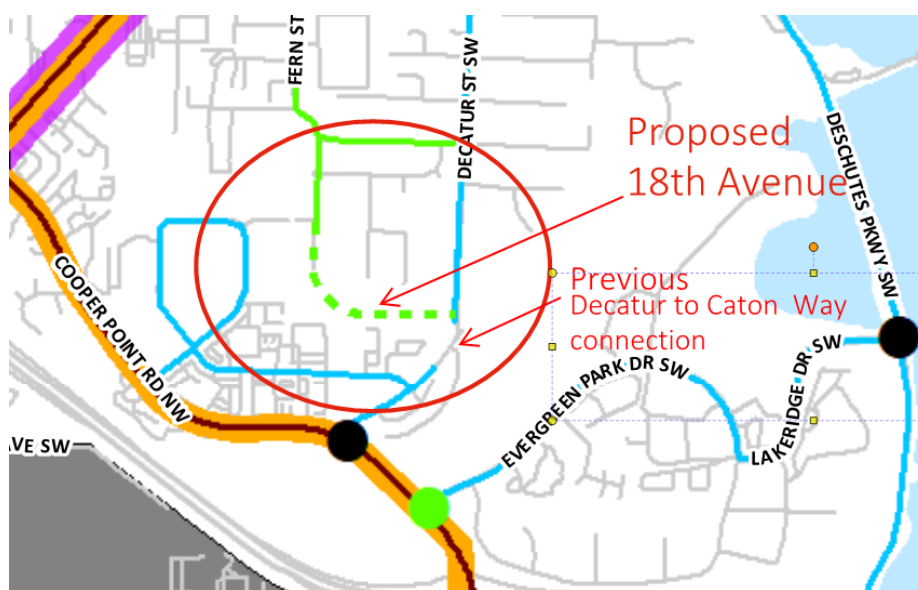 FERN ST
DECATUR ST SW
Proposed
18th Avenue
DESCHUTES PKWY SW
Previous
Decatur to Caton Way
connection
COOPER POINT RD NW
EVERGREEN PARK DR SW
LAKERIDGE DR SW
AVE SW